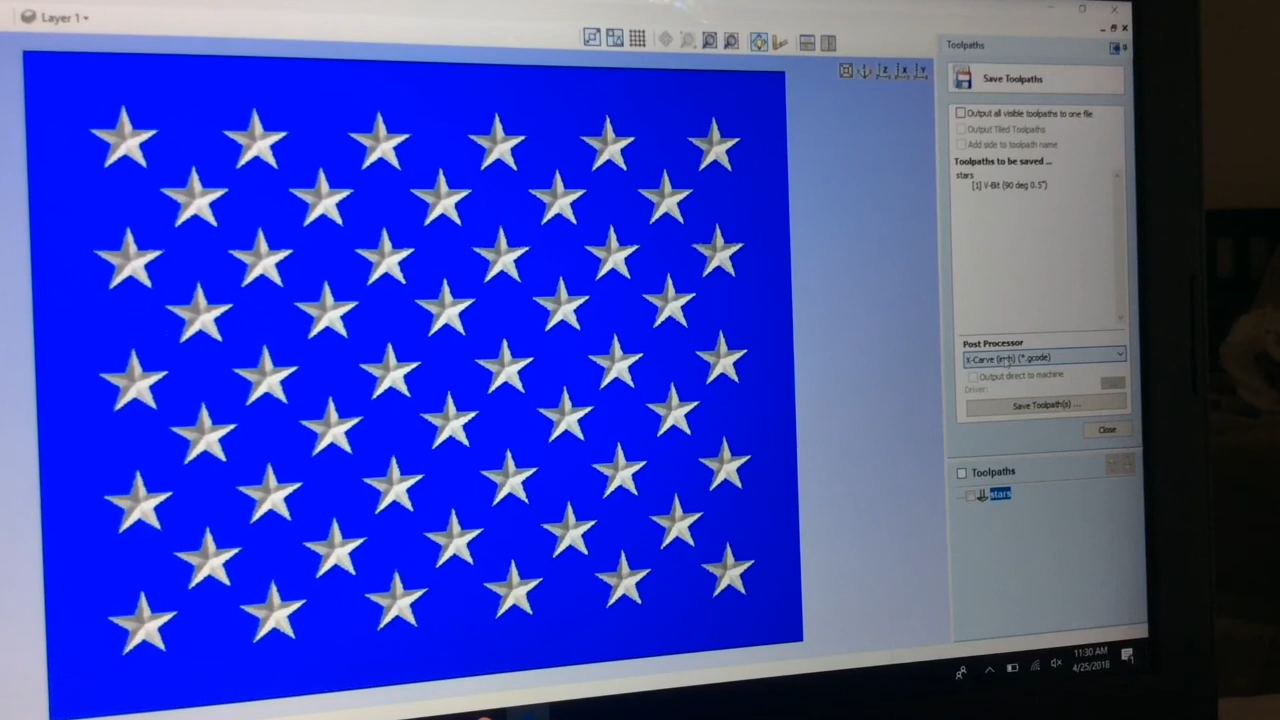 Layer 1
Toolpaths
Save Toolpaths
Output all visible toolpaths to one file
Output Tiled Toolpaths
Add side to toolpath name
Toolpaths to be saved ...
stars
[1] V-Bit (90 deg 0.5")
Post Processor
X-Carve (inch) (*.gcode)
Output direct to machine
Driver:
Save Toolpath(s) ...
Close
Toolpaths
stars
11:30 AM
4/25/2018